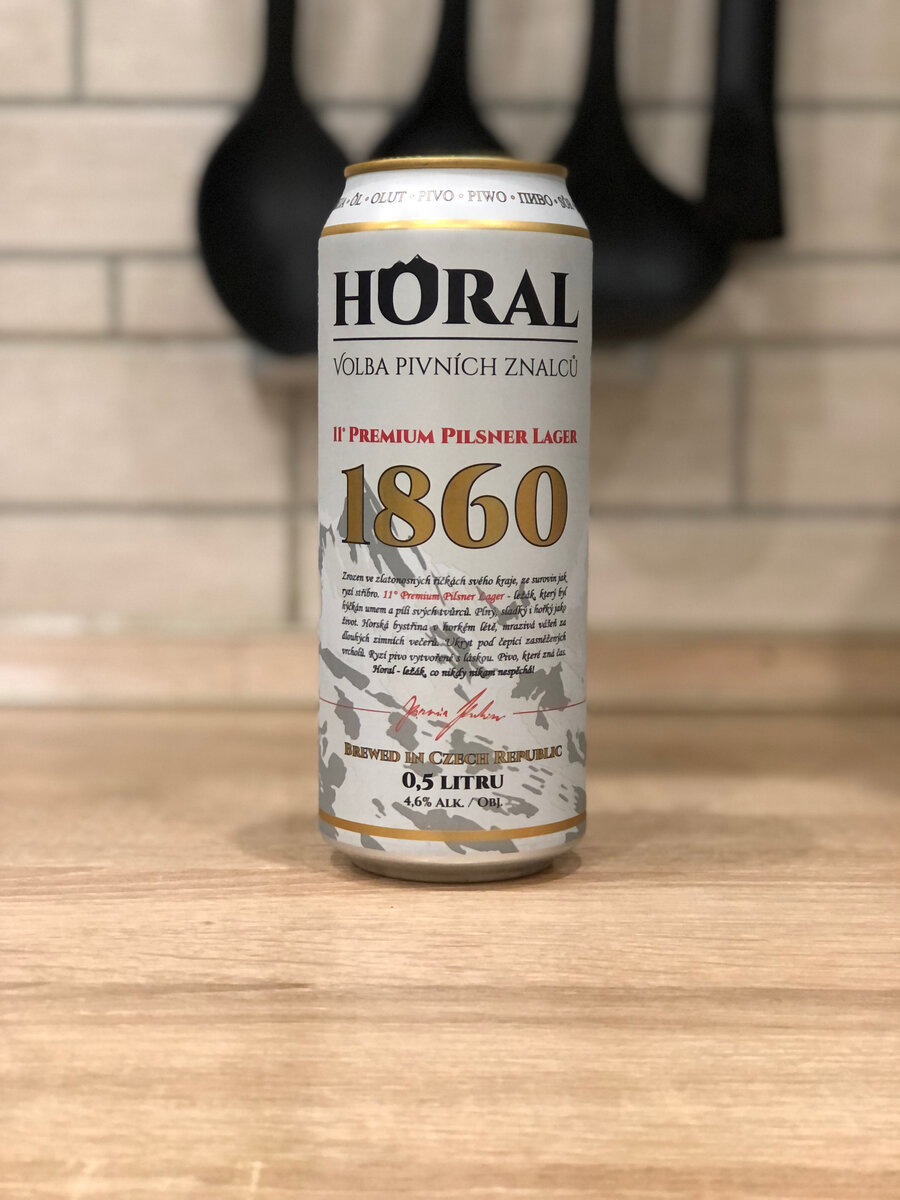 ÖL • OLUT • PIVO • PIWO • ПИВО
HORAL
VOLBA PIVNÍCH ZNALCŮ
11° PREMIUM PILSNER LAGER
1860
Zrozen ve zlatonosných říčkách svého kraje, ze surovin jak
ryzí stříbro. 11° Premium Pilsner Lager - ležák, který byl
hýčkán umem a pílí svých tvůrců. Plný, sladký i hořký jako
život. Horská bystřina v horkém létě, mrazivá vášeň za
dlouhých zimních večerů. Ukryt pod čepicí zasněžených
vrcholů. Ryzí pivo vytvořené s láskou. Pivo, které zná čas.
Horal - ležák, co nikdy nikam nespěchá!
BREWED IN CZECH REPUBLIC
0,5 LITRU
4,6% ALK. / OBJ.